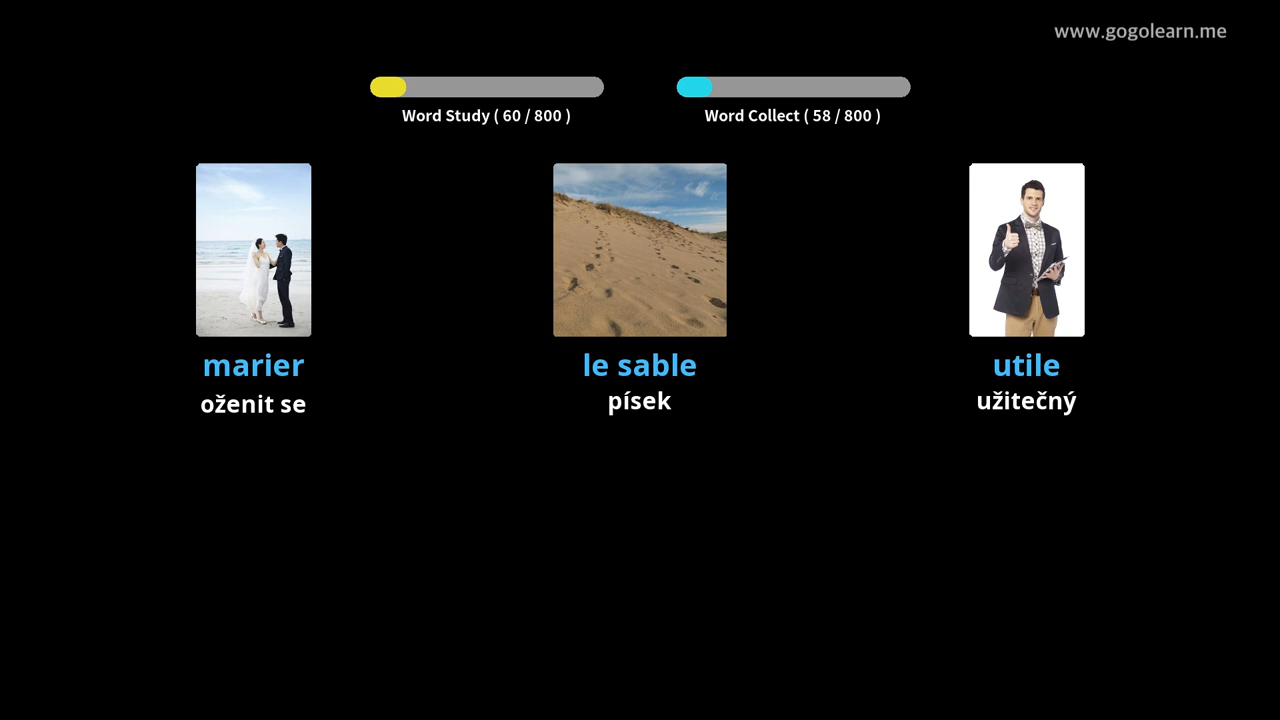 www.gogolearn.me
Word Study ( 60 / 800 )
Word Collect ( 58 / 800 )
marier
oženit se
le sable
písek
utile
užitečný